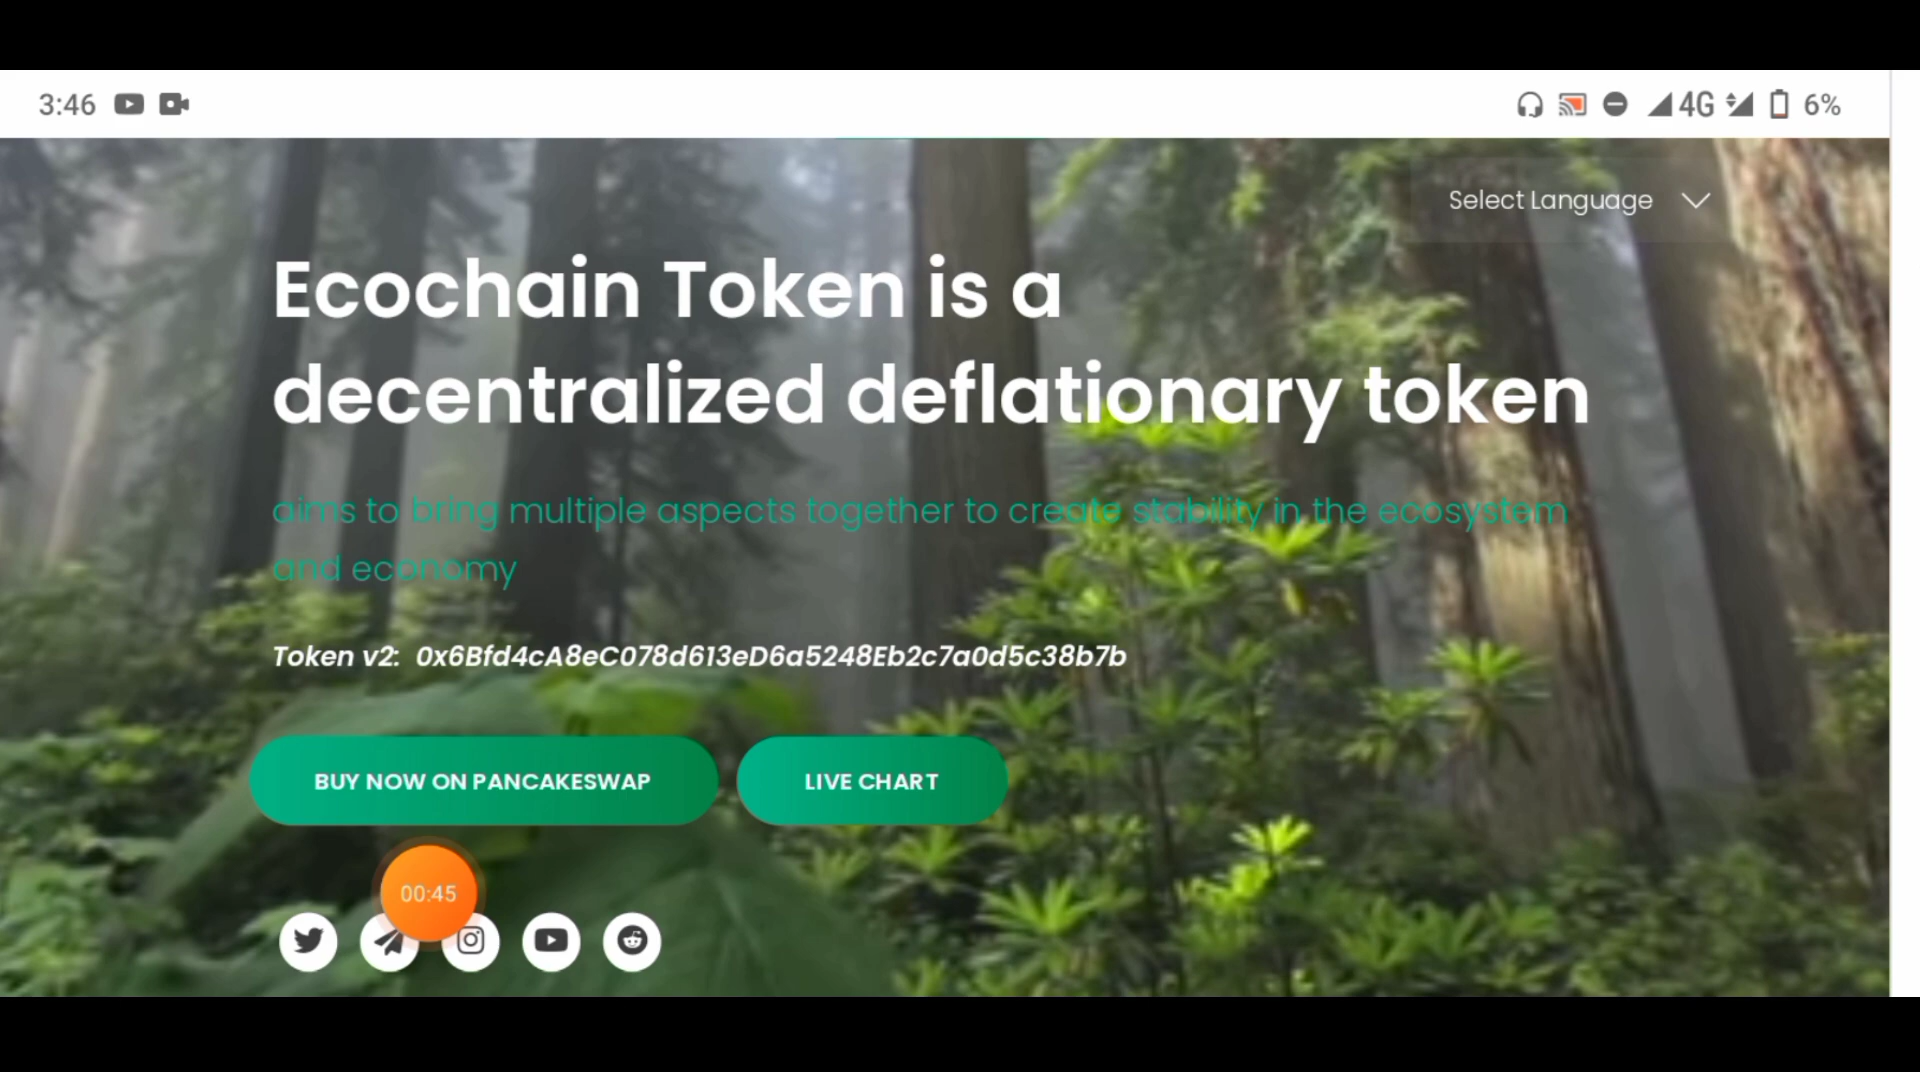 3:46
4G
6%
Select Language
Ecochain Token is a
decentralized deflationary token
aims to bring multiple aspects together to create stability in the ecosystem
and economy
Token v2: 0x6Bfd4cA8eC078d613eD6a5248Eb2c7a0d5c38b7b
BUY NOW ON PANCAKESWAP
LIVE CHART
00:45